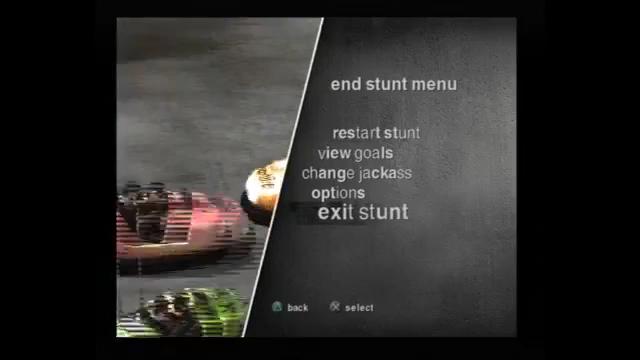 end stunt menu
restart stunt
view goals
change jackass
options
exit stunt
back select